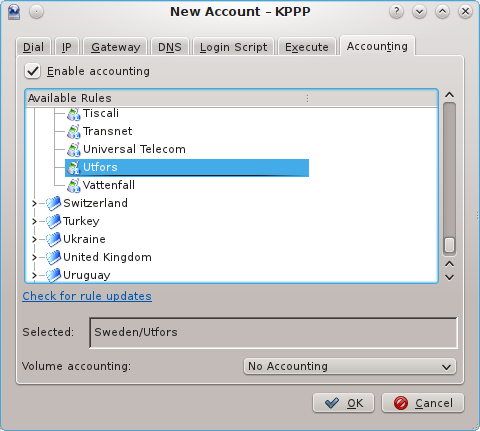 New Account – KPPP
Dial IP Gateway DNS Login Script Execute Accounting
Enable accounting
Available Rules
Tiscali
Transnet
Universal Telecom
Utfors
Vattenfall
Switzerland
Turkey
Ukraine
United Kingdom
Uruguay
Check for rule updates
Selected: Sweden/Utfors
Volume accounting: No Accounting
OK Cancel